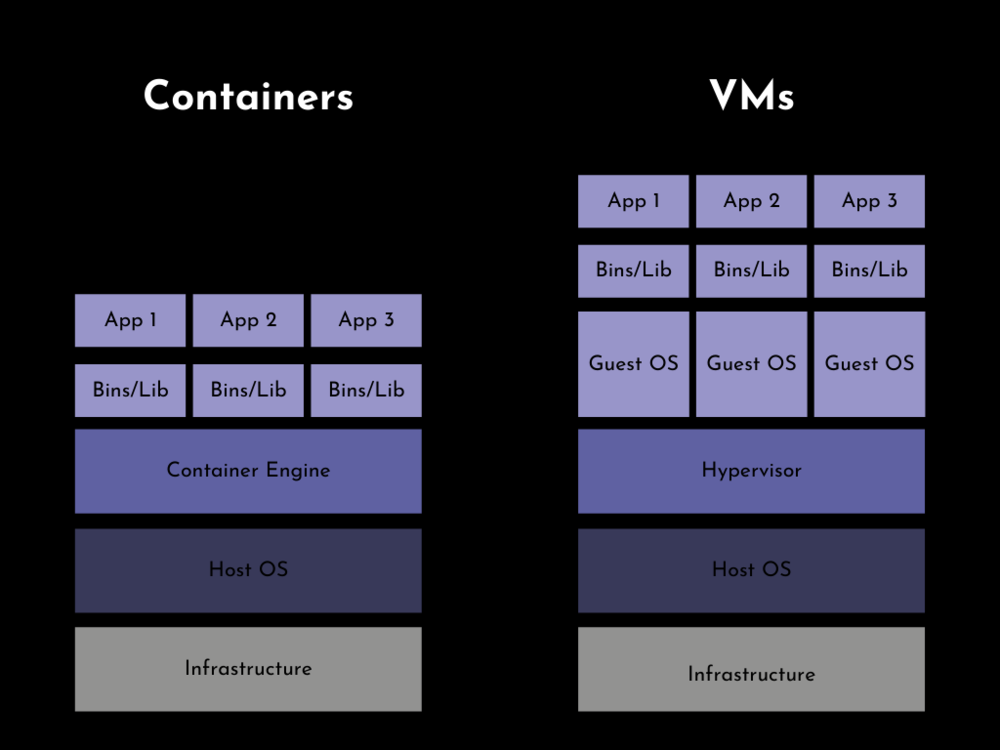 Containers
App 1
App 2
App 3
Bins/Lib
Bins/Lib
Bins/Lib
Container Engine
Host OS
Infrastructure
VMs
App 1
App 2
App 3
Bins/Lib
Bins/Lib
Bins/Lib
Guest OS
Guest OS
Guest OS
Hypervisor
Host OS
Infrastructure